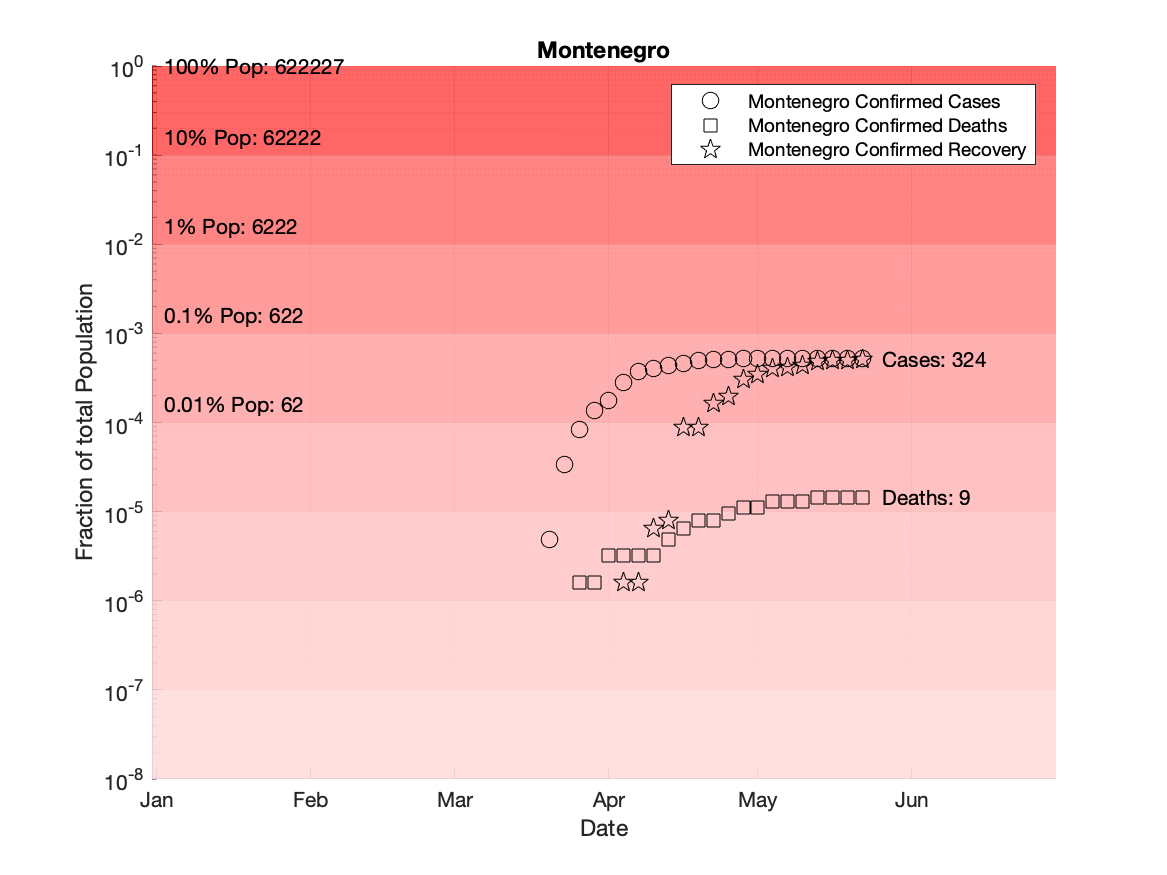 Montenegro
10^0
100% Pop: 622227
Montenegro Confirmed Cases
Montenegro Confirmed Deaths
Montenegro Confirmed Recovery
10% Pop: 62222
10^-1
1% Pop: 6222
10^-2
0.1% Pop: 622
10^-3
Cases: 324
0.01% Pop: 62
10^-4
Deaths: 9
10^-5
10^-6
10^-7
10^-8
Fraction of total Population
Jan Feb Mar Apr May Jun
Date